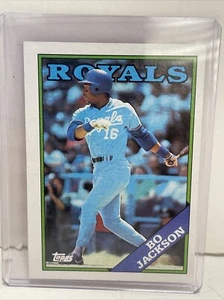 ROYALS
Royals
16
topps
BO
JACKSON